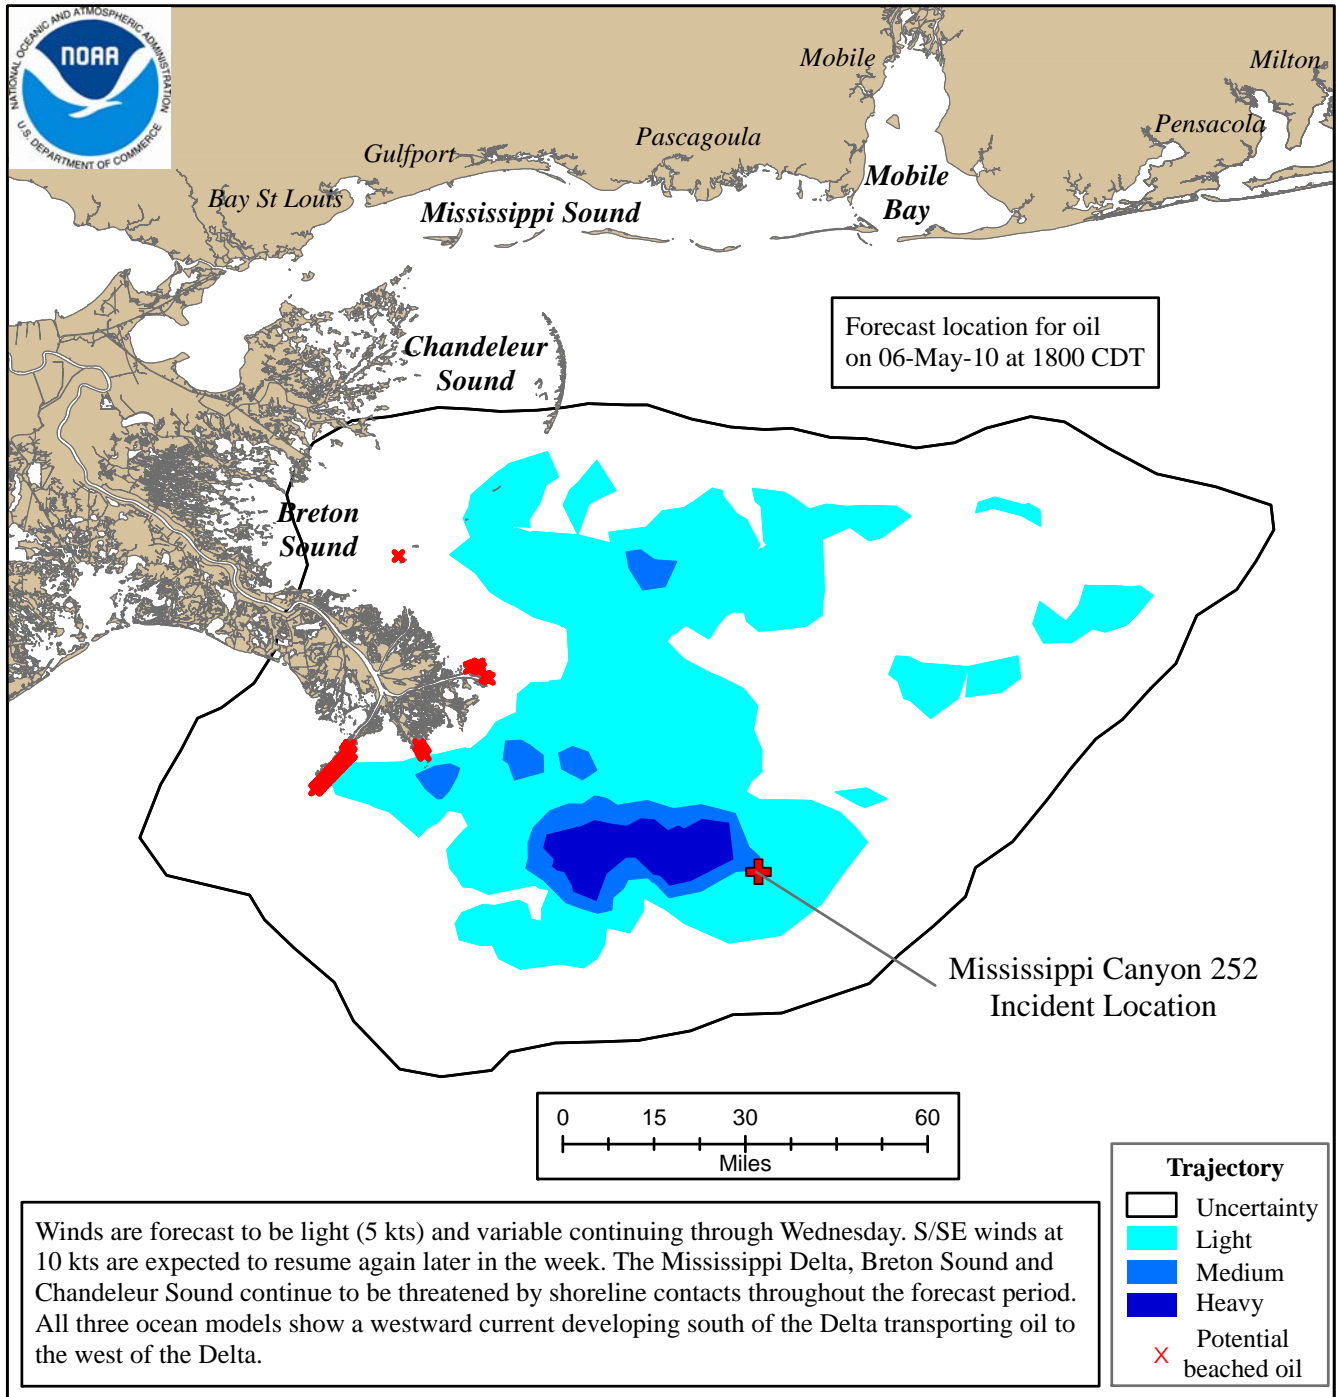 NATIONAL OCEANIC AND ATMOSPHERIC ADMINISTRATION
NOAA
U.S. DEPARTMENT OF COMMERCE
Mobile
Milton
Pensacola
Pascagoula
Gulfport
Mobile
Bay
Bay St Louis
Mississippi Sound
Forecast location for oil
on 06-May-10 at 1800 CDT
Chandeleur
Sound
Breton
Sound
Mississippi Canyon 252
Incident Location
0 15 30 60
Miles
Trajectory
Uncertainty
Light
Medium
Heavy
Potential
beached oil
Winds are forecast to be light (5 kts) and variable continuing through Wednesday. S/SE winds at
10 kts are expected to resume again later in the week. The Mississippi Delta, Breton Sound and
Chandeleur Sound continue to be threatened by shoreline contacts throughout the forecast period.
All three ocean models show a westward current developing south of the Delta transporting oil to
the west of the Delta.